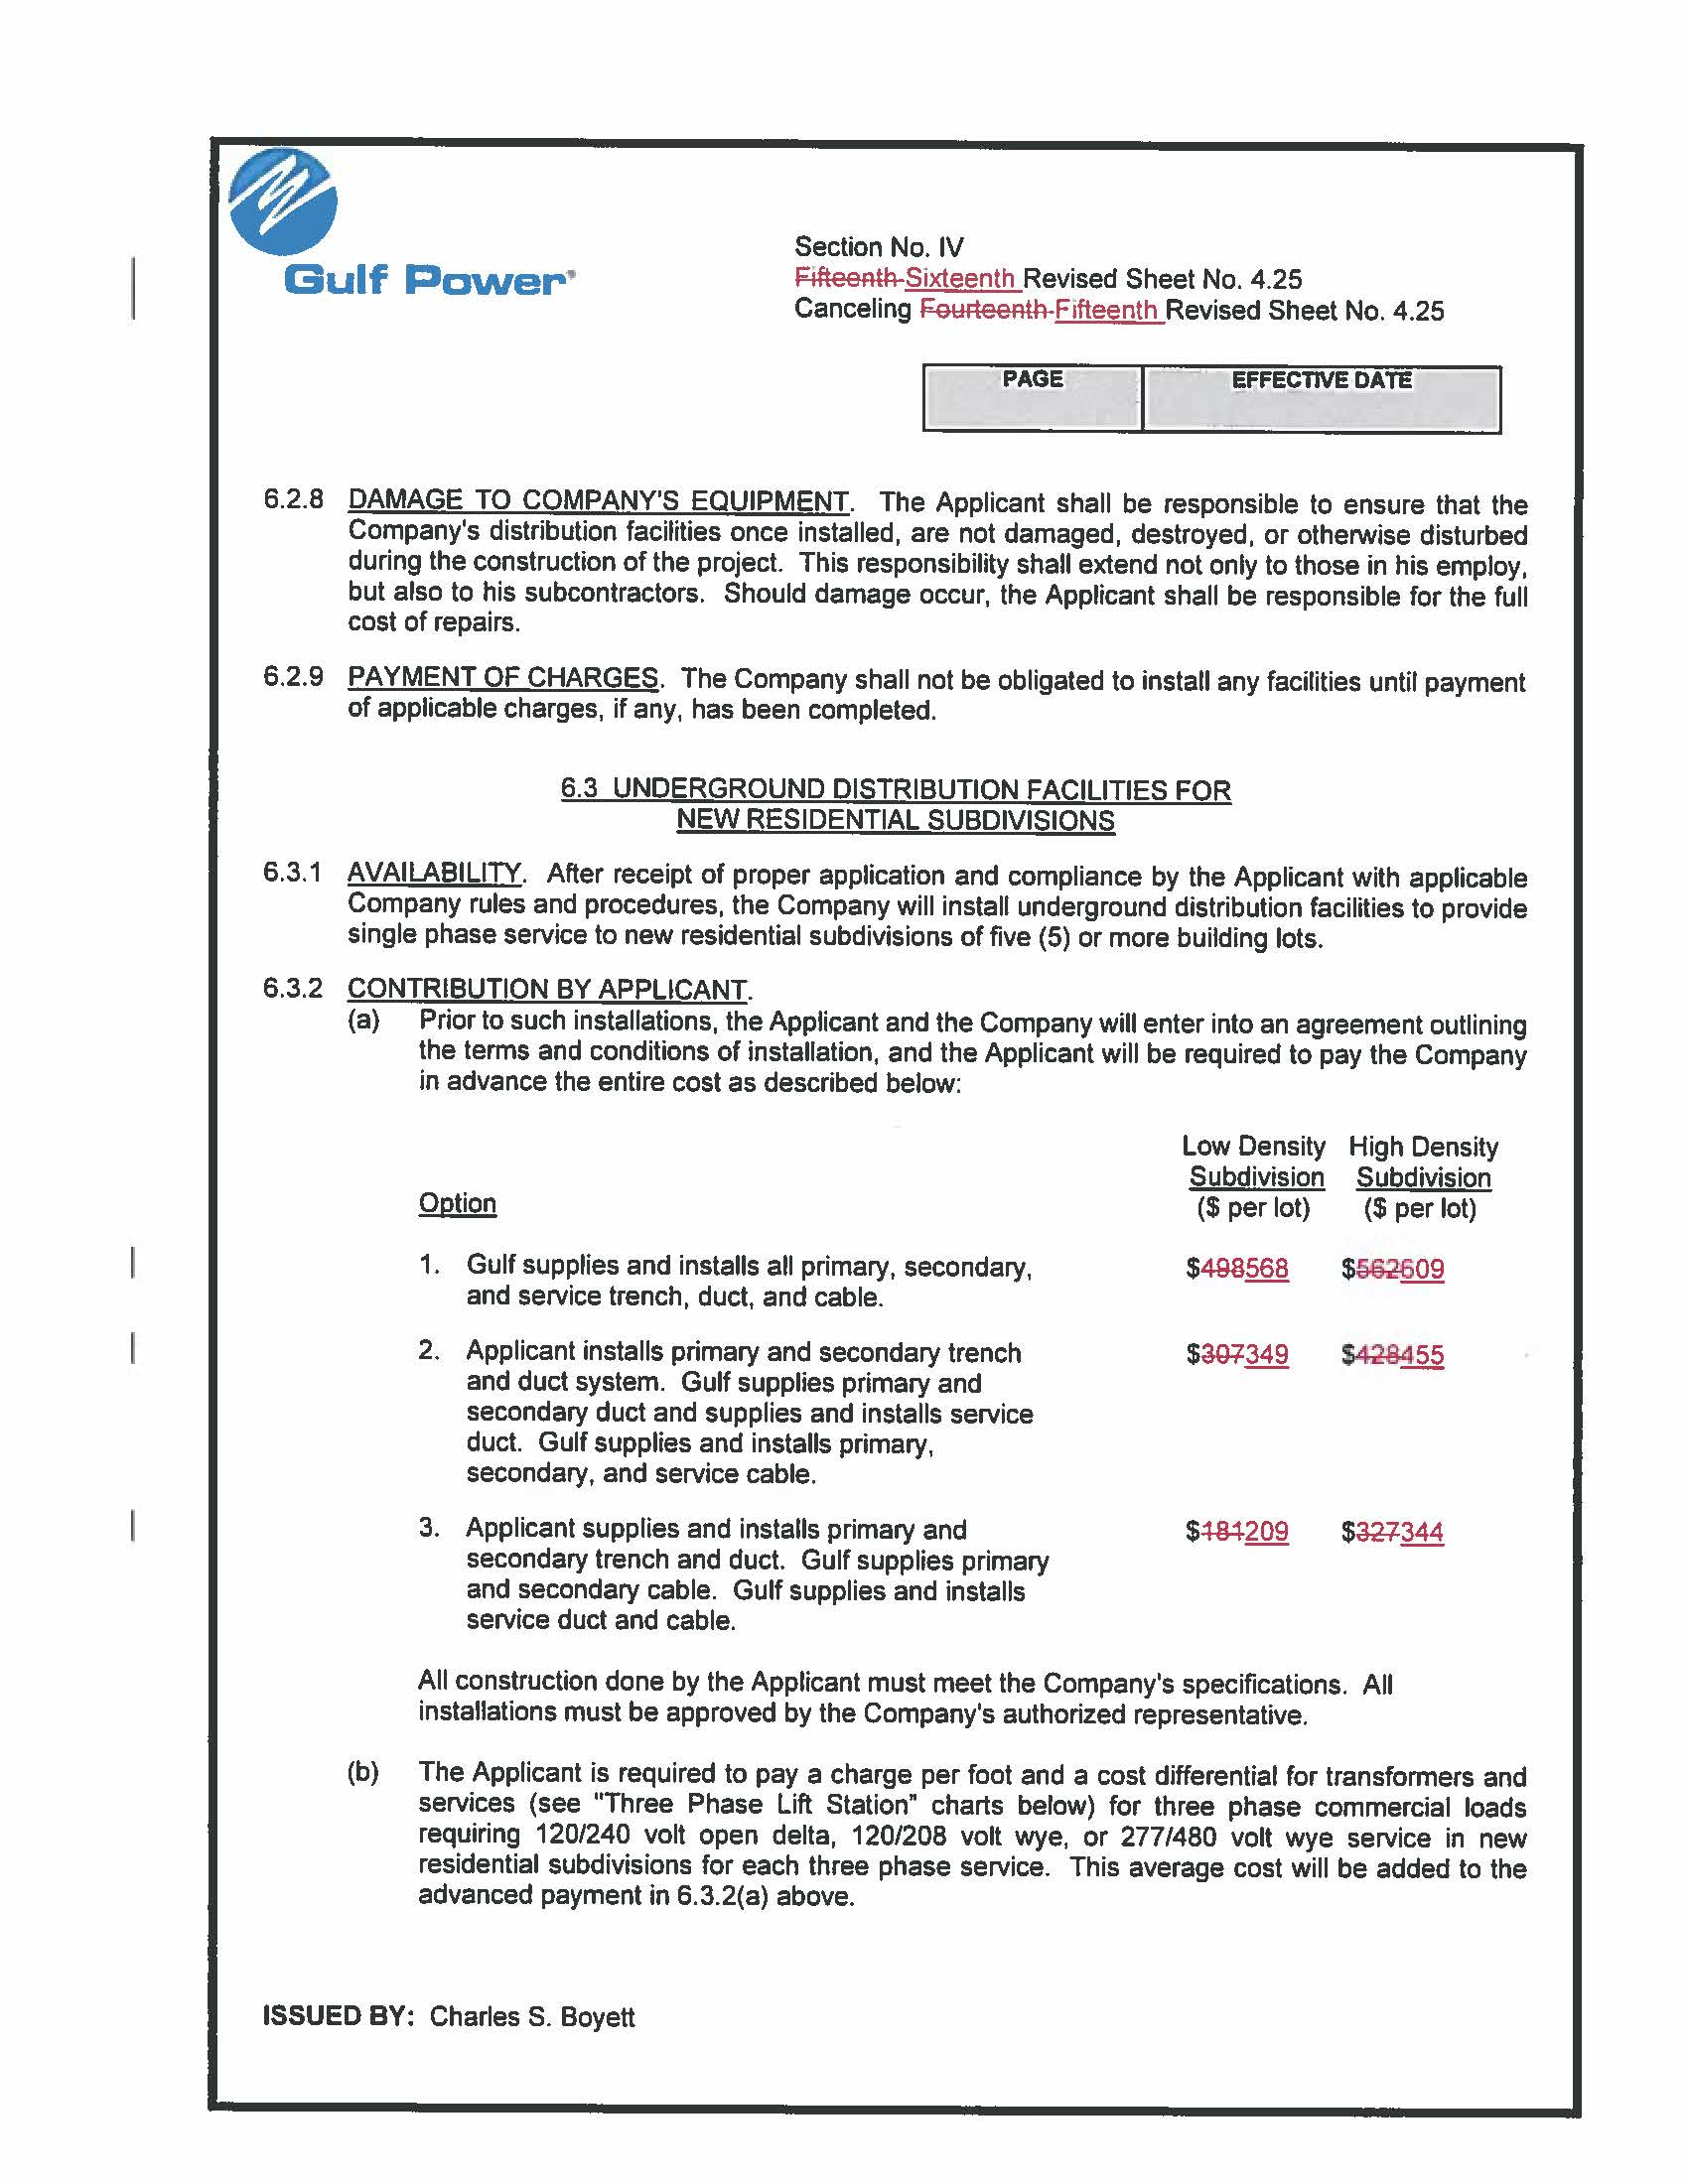 Gulf Power
Section No. IV
Fifteenth Sixteenth Revised Sheet No. 4.25
Canceling Fourteenth Fifteenth Revised Sheet No. 4.25
PAGE EFFECTIVE DATE
6.2.8 DAMAGE TO COMPANY'S EQUIPMENT. The Applicant shall be responsible to ensure that the
Company's distribution facilities once installed, are not damaged, destroyed, or otherwise disturbed
during the construction of the project. This responsibility shall extend not only to those in his employ,
but also to his subcontractors. Should damage occur, the Applicant shall be responsible for the full
cost of repairs.
6.2.9 PAYMENT OF CHARGES. The Company shall not be obligated to install any facilities until payment
of applicable charges, if any, has been completed.
6.3 UNDERGROUND DISTRIBUTION FACILITIES FOR
NEW RESIDENTIAL SUBDIVISIONS
6.3.1 AVAILABILITY. After receipt of proper application and compliance by the Applicant with applicable
Company rules and procedures, the Company will install underground distribution facilities to provide
single phase service to new residential subdivisions of five (5) or more building lots.
6.3.2 CONTRIBUTION BY APPLICANT.
(a) Prior to such installations, the Applicant and the Company will enter into an agreement outlining
the terms and conditions of installation, and the Applicant will be required to pay the Company
in advance the entire cost as described below:
Low Density High Density
Subdivision Subdivision
Option ($ per lot) ($ per lot)
1. Gulf supplies and installs all primary, secondary, $498568 $562609
and service trench, duct, and cable.
2. Applicant installs primary and secondary trench $307349 $428455
and duct system. Gulf supplies primary and
secondary duct and supplies and installs service
duct. Gulf supplies and installs primary,
secondary, and service cable.
3. Applicant supplies and installs primary and $181209 $327344
secondary trench and duct. Gulf supplies primary
and secondary cable. Gulf supplies and installs
service duct and cable.
All construction done by the Applicant must meet the Company's specifications. All
installations must be approved by the Company's authorized representative.
(b) The Applicant is required to pay a charge per foot and a cost differential for transformers and
services (see "Three Phase Lift Station" charts below) for three phase commercial loads
requiring 120/240 volt open delta, 120/208 volt wye, or 277/480 volt wye service in new
residential subdivisions for each three phase service. This average cost will be added to the
advanced payment in 6.3.2(a) above.
ISSUED BY: Charles S. Boyett